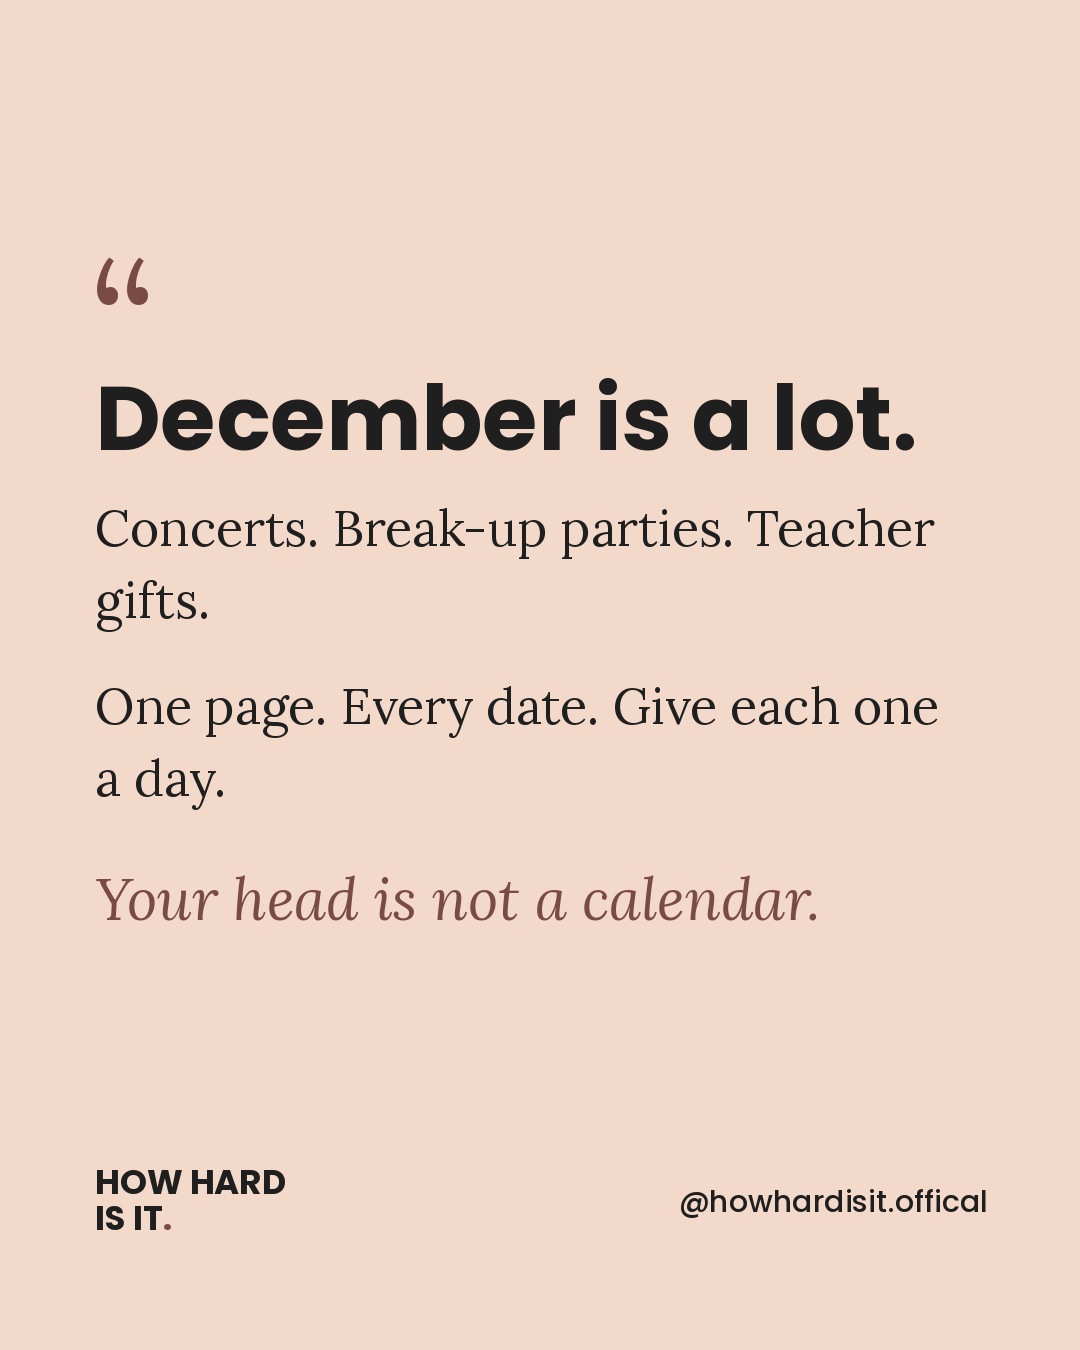 “
December is a lot.
Concerts. Break-up parties. Teacher
gifts.
One page. Every date. Give each one
a day.
Your head is not a calendar.
HOW HARD
IS IT.
@howhardisit.offical